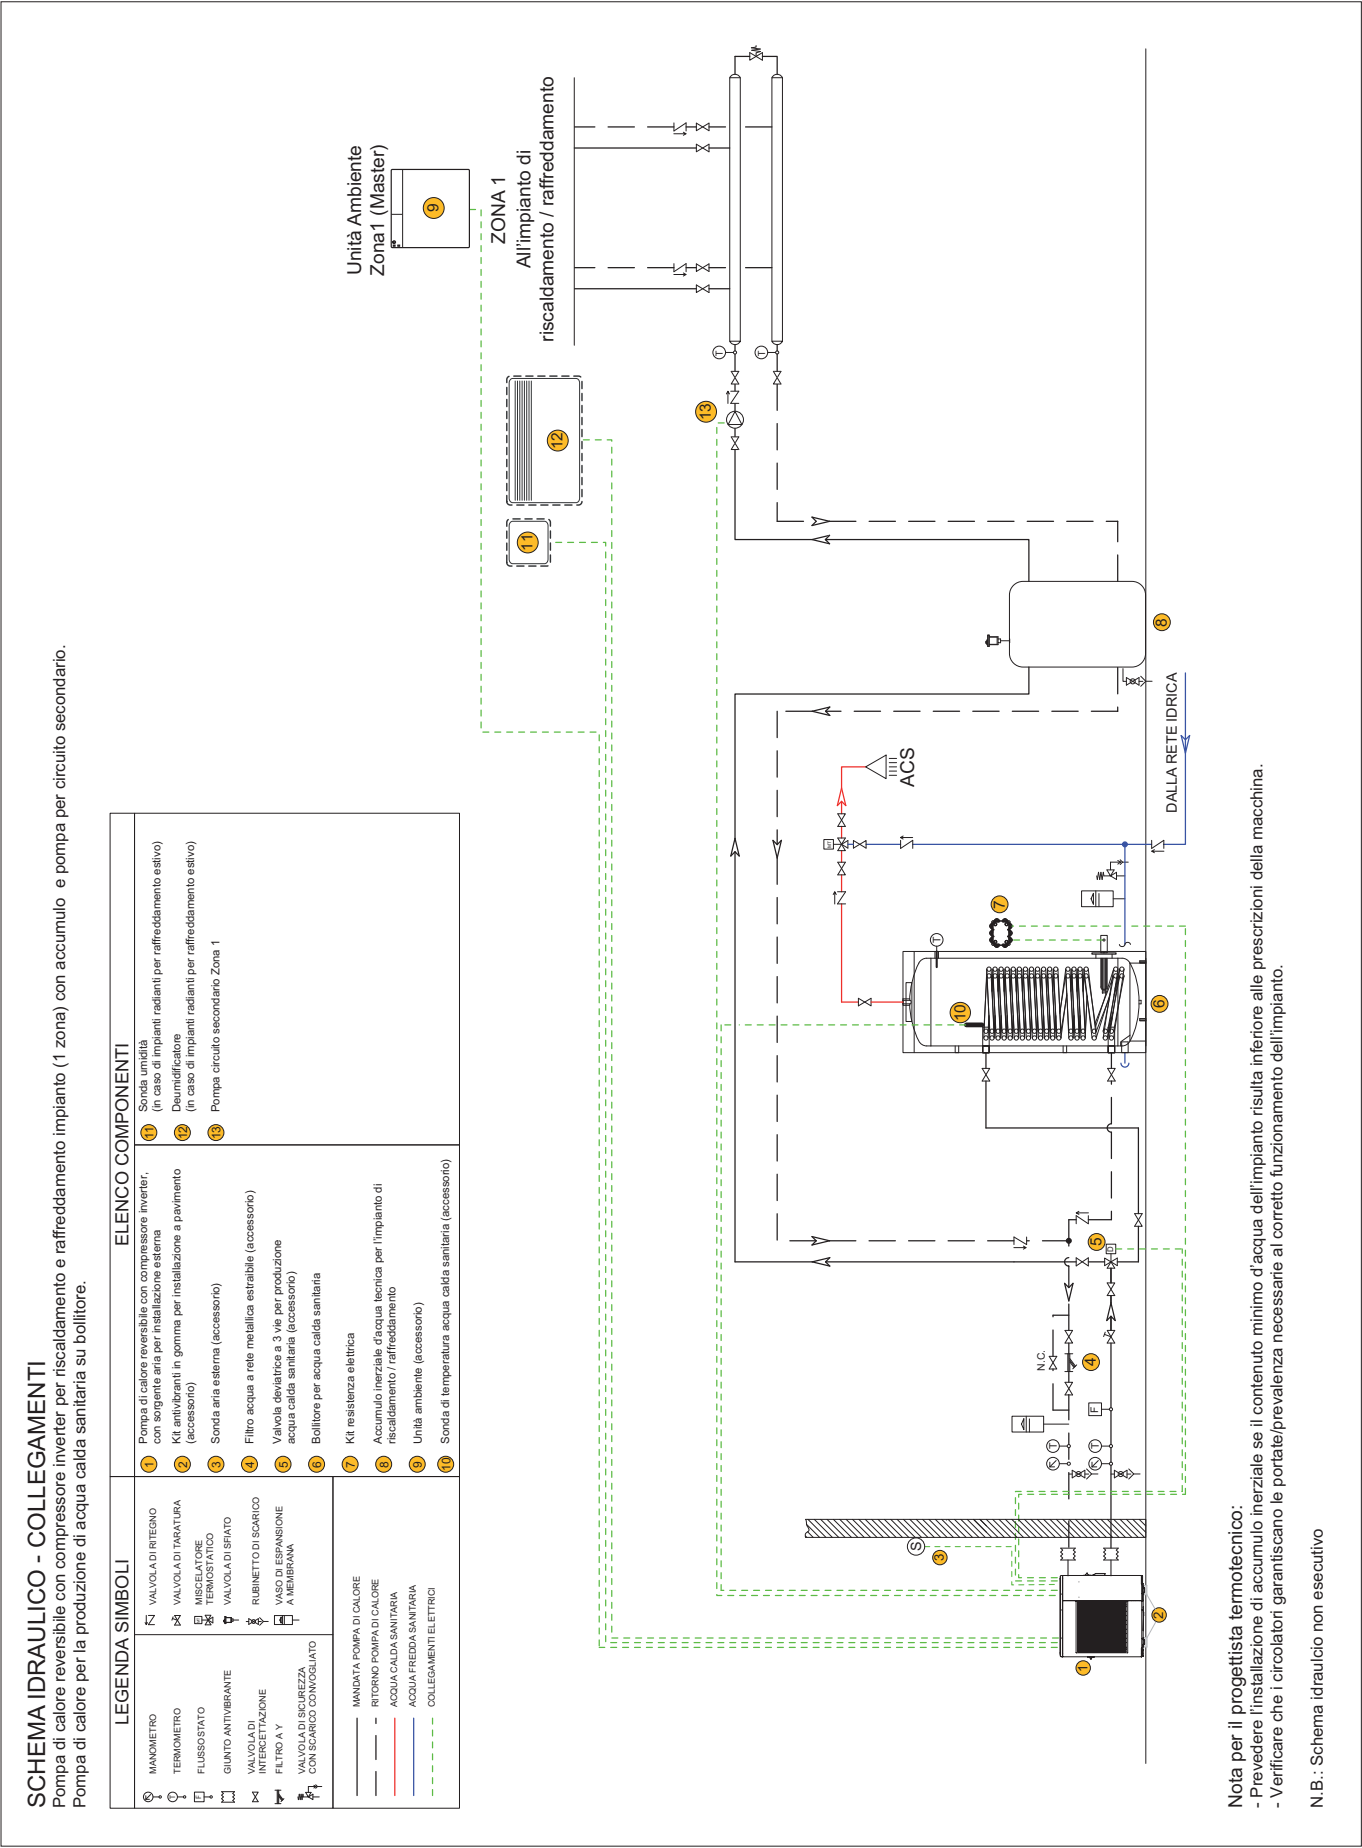 SCHEMA IDRAULICO - COLLEGAMENTI
Pompa di calore reversibile con compressore inverter per riscaldamento e raffreddamento impianto (1 zona) con accumulo e pompa per circuito secondario.
Pompa di calore per la produzione di acqua calda sanitaria su bollitore.
LEGENDA SIMBOLI
MANOMETRO
TERMOMETRO
FLUSSOSTATO
GIUNTO ANTIVIBRANTE
VALVOLA DI
INTERCETTAZIONE
FILTRO A Y
VALVOLA DI SICUREZZA
CON SCARICO CONVOGLIATO
VALVOLA DI RITEGNO
VALVOLA DI TARATURA
MISCELATORE
TERMOSTATICO
VALVOLA DI SFIATO
RUBINETTO DI SCARICO
VASO DI ESPANSIONE
A MEMBRANA
MANDATA POMPA DI CALORE
RITORNO POMPA DI CALORE
ACQUA CALDA SANITARIA
ACQUA FREDDA SANITARIA
COLLEGAMENTI ELETTRICI
ELENCO COMPONENTI
1 Pompa di calore reversibile con compressore inverter,
con sorgente aria per installazione esterna
2 Kit antivibranti in gomma per installazione a pavimento
(accessorio)
3 Sonda aria esterna (accessorio)
4 Filtro acqua a rete metallica estraibile (accessorio)
5 Valvola deviatrice a 3 vie per produzione
acqua calda sanitaria (accessorio)
6 Bollitore per acqua calda sanitaria
7 Kit resistenza elettrica
8 Accumulo inerziale d'acqua tecnica per l'impianto di
riscaldamento / raffreddamento
9 Unità ambiente (accessorio)
10 Sonda di temperatura acqua calda sanitaria (accessorio)
11 Sonda umidità
(in caso di impianti radianti per raffreddamento estivo)
12 Deumidificatore
(in caso di impianti radianti per raffreddamento estivo)
13 Pompa circuito secondario Zona 1
Unità Ambiente
Zona1 (Master)
9
ZONA 1
All'impianto di
riscaldamento / raffreddamento
11
12
13
T
T
ACS
DALLA RETE IDRICA
8
7
10
6
T
5
D
N.C.
4
F
T
T
S
3
1
2
Nota per il progettista termotecnico:
- Prevedere l'installazione di accumulo inerziale se il contenuto minimo d'acqua dell'impianto risulta inferiore alle prescrizioni della macchina.
- Verificare che i circolatori garantiscano le portate/prevalenza necessarie al corretto funzionamento dell'impianto.
N.B.: Schema idraulcio non esecutivo